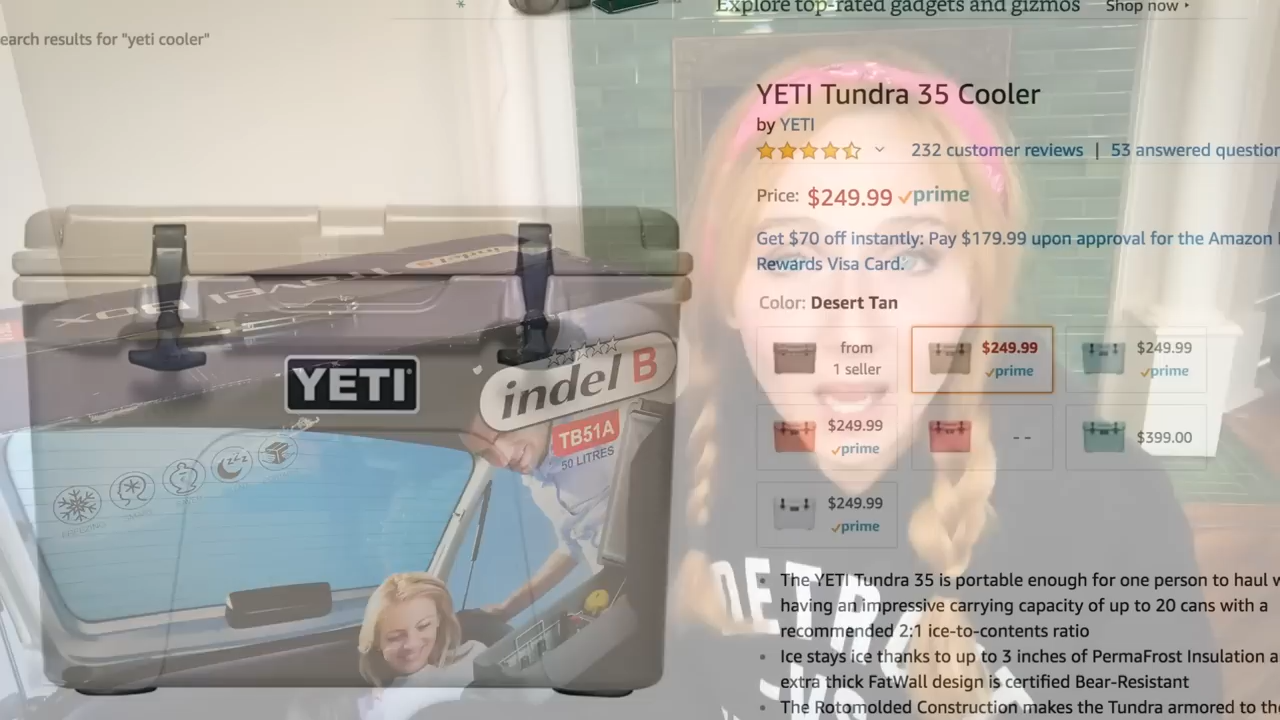 Explore top-rated gadgets and gizmos Shop now
earch results for "yeti cooler"
YETI Tundra 35 Cooler
by YETI
232 customer reviews | 53 answered question
Price: $249.99 prime
Get $70 off instantly: Pay $179.99 upon approval for the Amazon
Rewards Visa Card.
Color: Desert Tan
from
1 seller
$249.99
prime
$249.99
prime
$249.99
prime
- -
$399.00
$249.99
prime
The YETI Tundra 35 is portable enough for one person to haul w
having an impressive carrying capacity of up to 20 cans with a
recommended 2:1 ice-to-contents ratio
Ice stays ice thanks to up to 3 inches of PermaFrost Insulation a
extra thick FatWall design is certified Bear-Resistant
The Rotomolded Construction makes the Tundra armored to the
YETI
TRAVEL BOX
indel B
indel B
TB51A
50 LITRES
DETRO